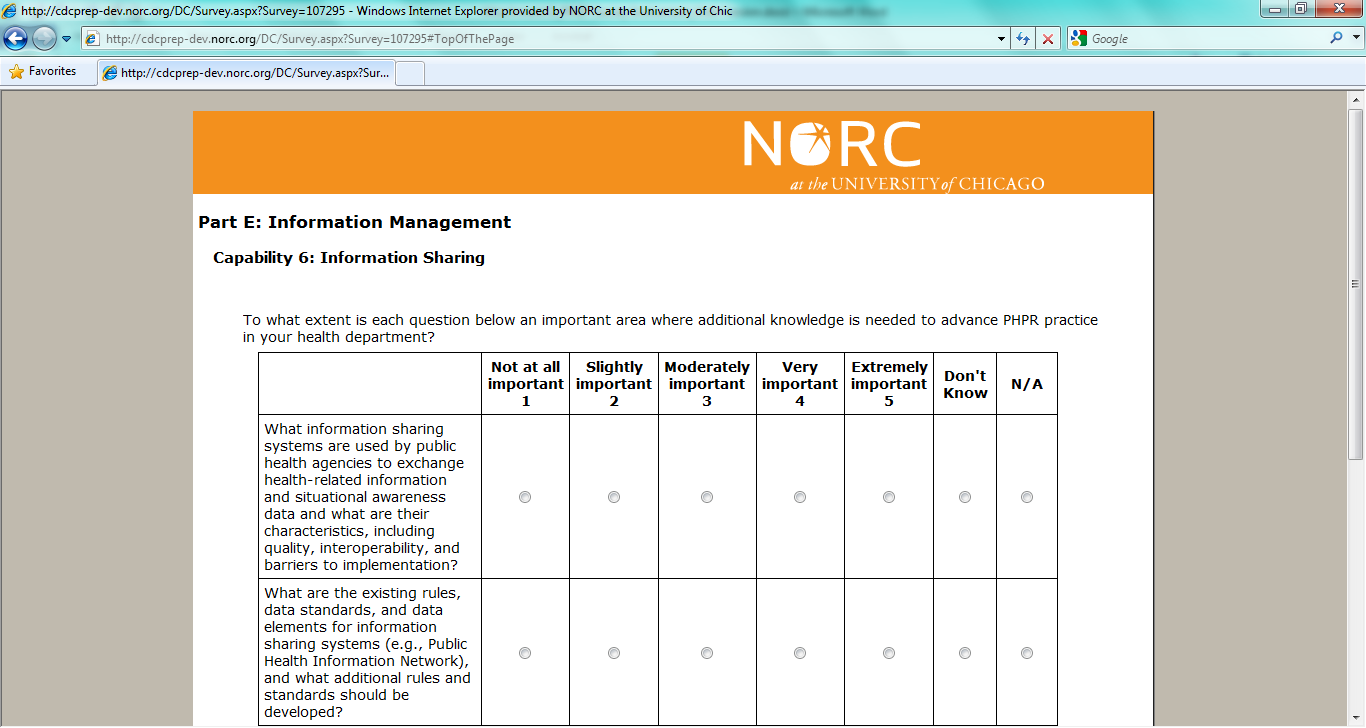 http://cdcprep-dev.norc.org/DC/Survey.aspx?Survey=107295 - Windows Internet Explorer provided by NORC at the University of Chic
http://cdcprep-dev.norc.org/DC/Survey.aspx?Survey=107295#TopOfThePage
Google
Favorites
http://cdcprep-dev.norc.org/DC/Survey.aspx?Sur...
NORC
at the UNIVERSITY of CHICAGO
Part E: Information Management
Capability 6: Information Sharing
To what extent is each question below an important area where additional knowledge is needed to advance PHPR practice
in your health department?
Not at all important 1
Slightly important 2
Moderately important 3
Very important 4
Extremely important 5
Don't Know
N/A
What information sharing
systems are used by public
health agencies to exchange
health-related information
and situational awareness
data and what are their
characteristics, including
quality, interoperability, and
barriers to implementation?
What are the existing rules,
data standards, and data
elements for information
sharing systems (e.g., Public
Health Information Network),
and what additional rules and
standards should be
developed?